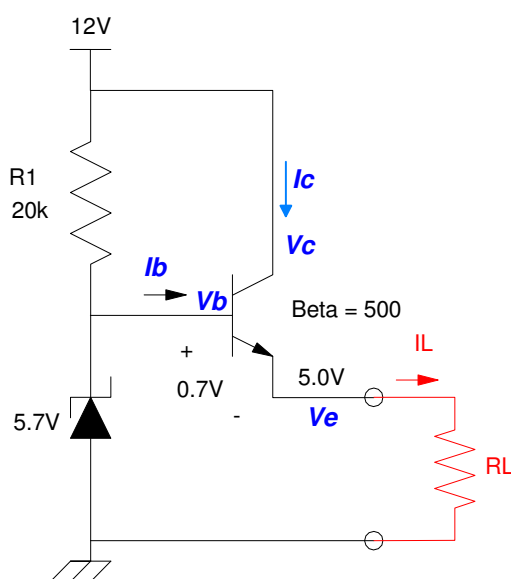 12V
R1
20k
Ic
Vc
Ib
Vb
Beta = 500
+
0.7V
-
5.0V
Ve
IL
5.7V
RL